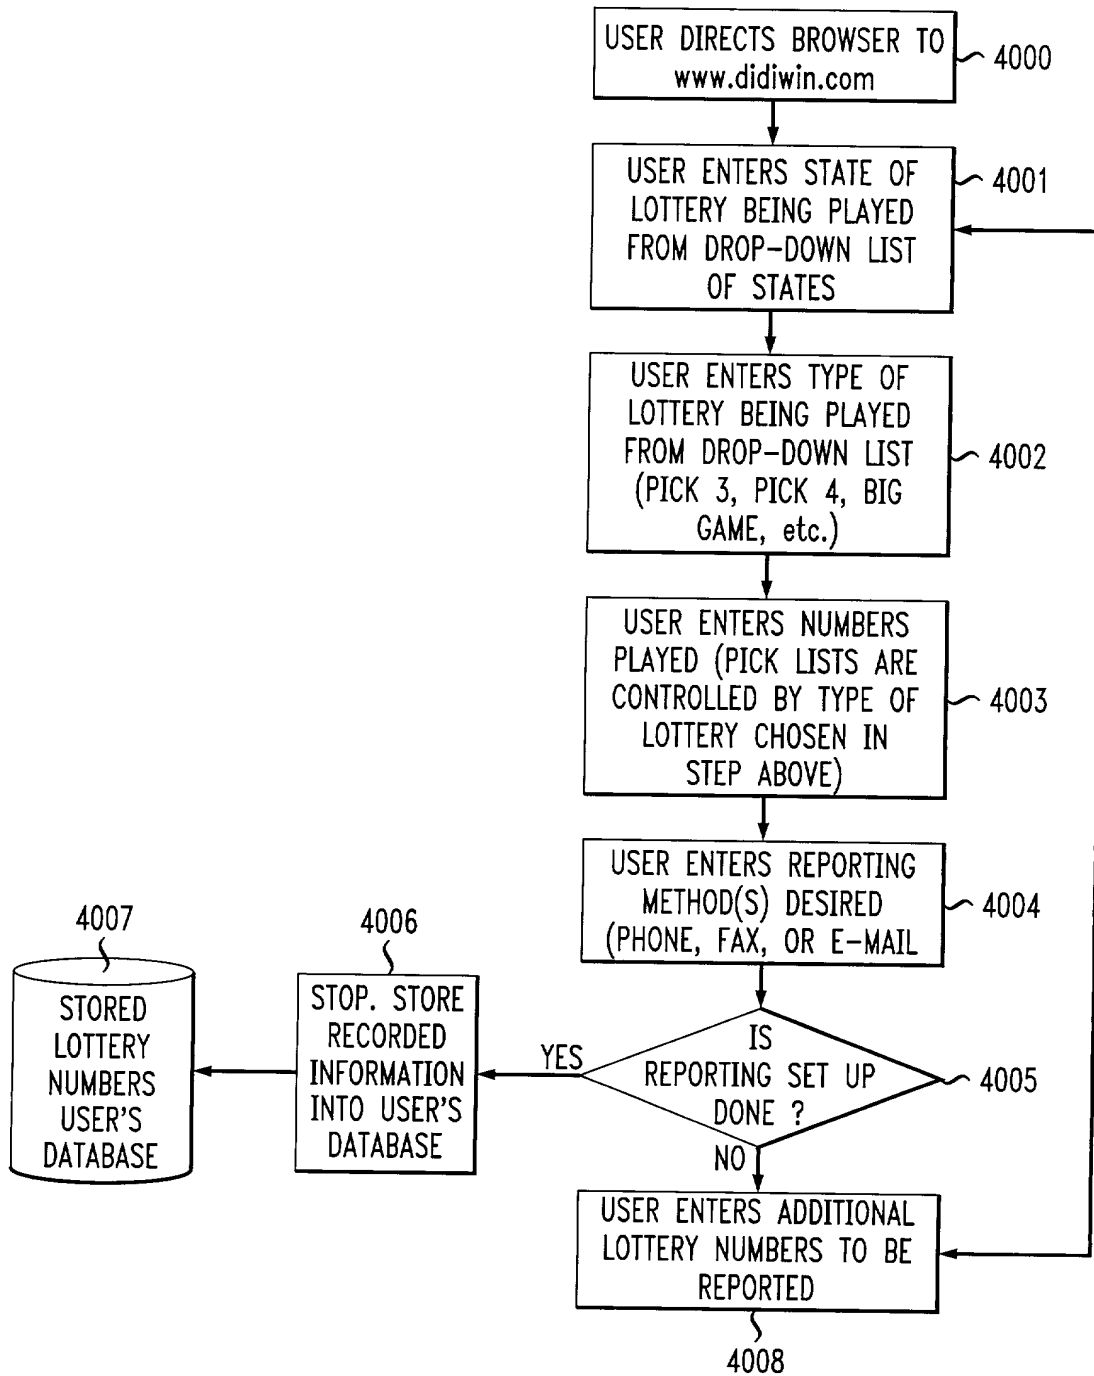 USER DIRECTS BROWSER TO
www.didiwin.com
4000
USER ENTERS STATE OF
LOTTERY BEING PLAYED
FROM DROP-DOWN LIST
OF STATES
4001
USER ENTERS TYPE OF
LOTTERY BEING PLAYED
FROM DROP-DOWN LIST
(PICK 3, PICK 4, BIG
GAME, etc.)
4002
USER ENTERS NUMBERS
PLAYED (PICK LISTS ARE
CONTROLLED BY TYPE OF
LOTTERY CHOSEN IN
STEP ABOVE)
4003
USER ENTERS REPORTING
METHOD(S) DESIRED
(PHONE, FAX, OR E-MAIL
4004
IS
REPORTING SET UP
DONE ?
4005
YES
NO
4006
STOP. STORE
RECORDED
INFORMATION
INTO USER'S
DATABASE
4007
STORED
LOTTERY
NUMBERS
USER'S
DATABASE
USER ENTERS ADDITIONAL
LOTTERY NUMBERS TO BE
REPORTED
4008